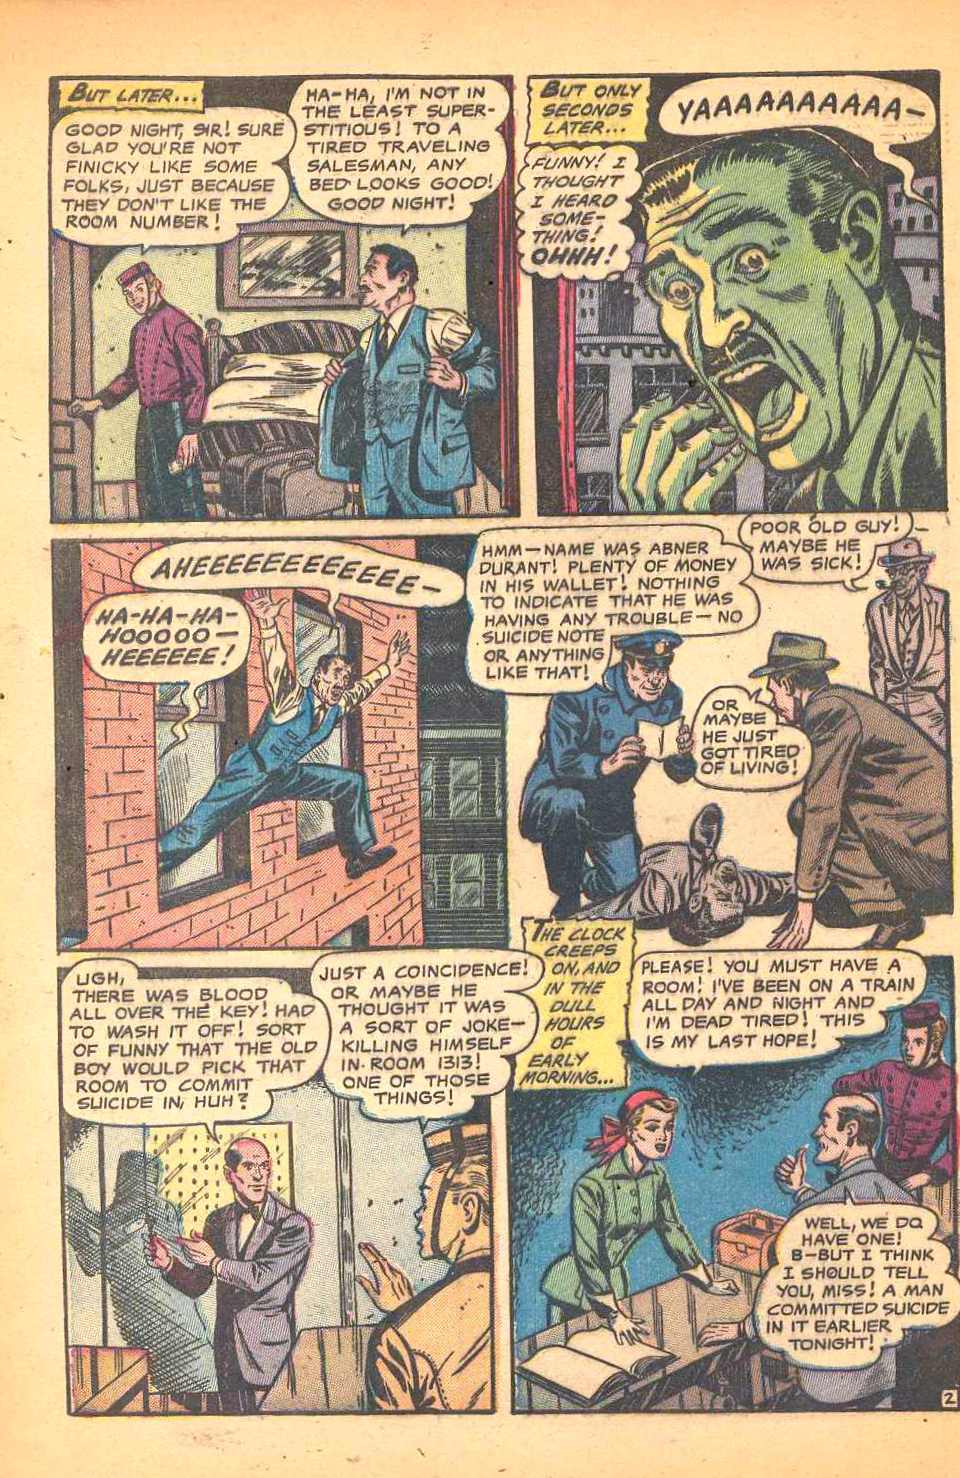 BUT LATER...
GOOD NIGHT, SIR! SURE
GLAD YOU'RE NOT
FINICKY LIKE SOME
FOLKS, JUST BECAUSE
THEY DON'T LIKE THE
ROOM NUMBER!
HA-HA, I'M NOT IN
THE LEAST SUPER-
STITIOUS! TO A
TIRED TRAVELING
SALESMAN, ANY
BED LOOKS GOOD!
GOOD NIGHT!
BUT ONLY
SECONDS
LATER...
FUNNY! I
THOUGHT
I HEARD
SOME-
THING!
OHHH!
YAAAAAAAAAA—
AHEEEEEEEEEEEE—
HA-HA-HA-
HOOOOO—
HEEEEEE!
HMM—NAME WAS ABNER
DURANT! PLENTY OF MONEY
IN HIS WALLET! NOTHING
TO INDICATE THAT HE WAS
HAVING ANY TROUBLE—NO
SUICIDE NOTE
OR ANYTHING
LIKE THAT!
POOR OLD GUY!
MAYBE HE
WAS SICK!
OR
MAYBE
HE JUST
GOT TIRED
OF LIVING!
UGH,
THERE WAS BLOOD
ALL OVER THE KEY! HAD
TO WASH IT OFF! SORT
OF FUNNY THAT THE OLD
BOY WOULD PICK THAT
ROOM TO COMMIT
SUICIDE IN, HUH?
JUST A COINCIDENCE!
OR MAYBE HE
THOUGHT IT WAS
A SORT OF JOKE—
KILLING HIMSELF
IN ROOM 1313!
ONE OF THOSE
THINGS!
THE CLOCK
CREEPS
ON, AND
IN THE
DULL
HOURS
OF
EARLY
MORNING...
PLEASE! YOU MUST HAVE A
ROOM! I'VE BEEN ON A TRAIN
ALL DAY AND NIGHT AND
I'M DEAD TIRED! THIS
IS MY LAST HOPE!
WELL, WE DO
HAVE ONE!
B-BUT I THINK
I SHOULD TELL
YOU, MISS! A MAN
COMMITTED SUICIDE
IN IT EARLIER
TONIGHT!
2